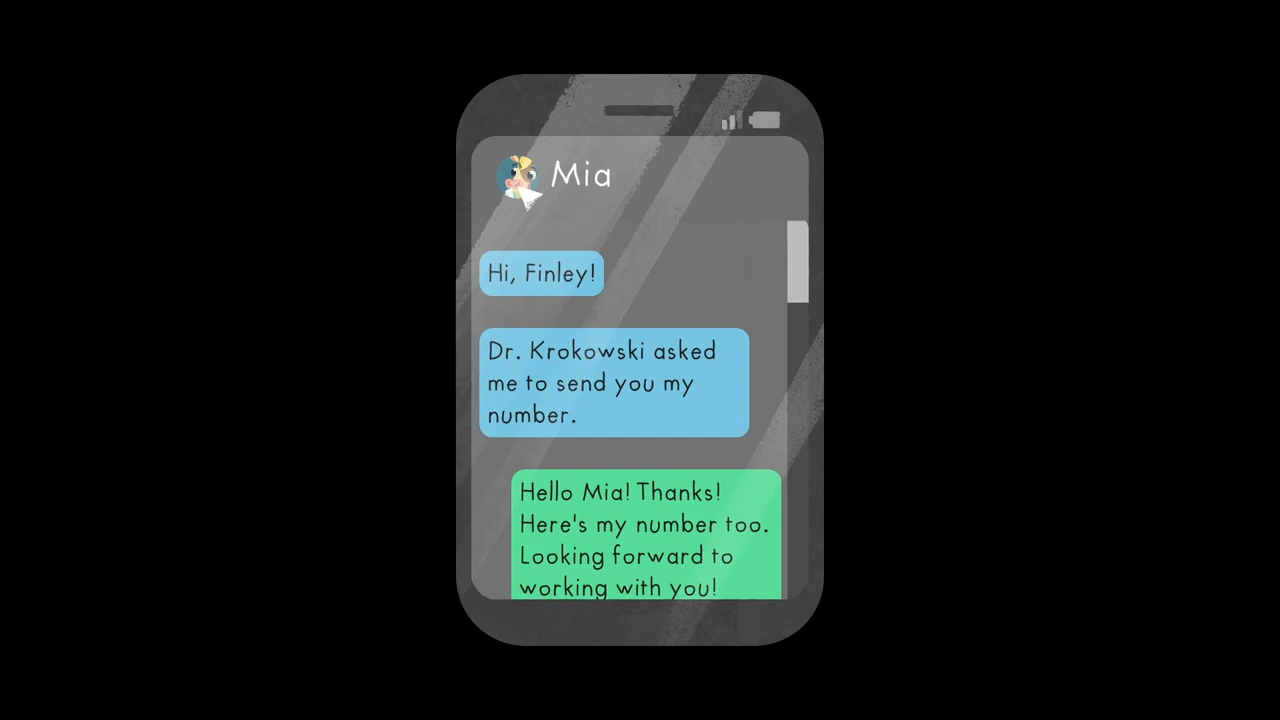 Mia
Hi, Finley!
Dr. Krokowski asked
me to send you my
number.
Hello Mia! Thanks!
Here's my number too.
Looking forward to
working with you!